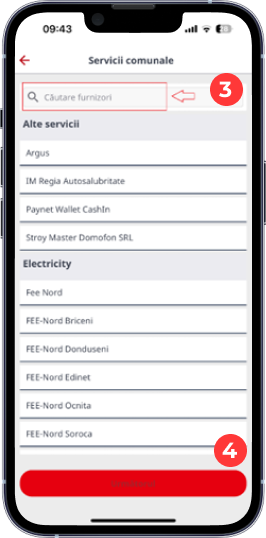 09:43
Servicii comunale
3
Căutare furnizori
Alte servicii
Argus
IM Regia Autosalubritate
Paynet Wallet CashIn
Stroy Master Domofon SRL
Electricity
Fee Nord
FEE-Nord Briceni
FEE-Nord Donduseni
FEE-Nord Edinet
FEE-Nord Ocnita
FEE-Nord Soroca
4